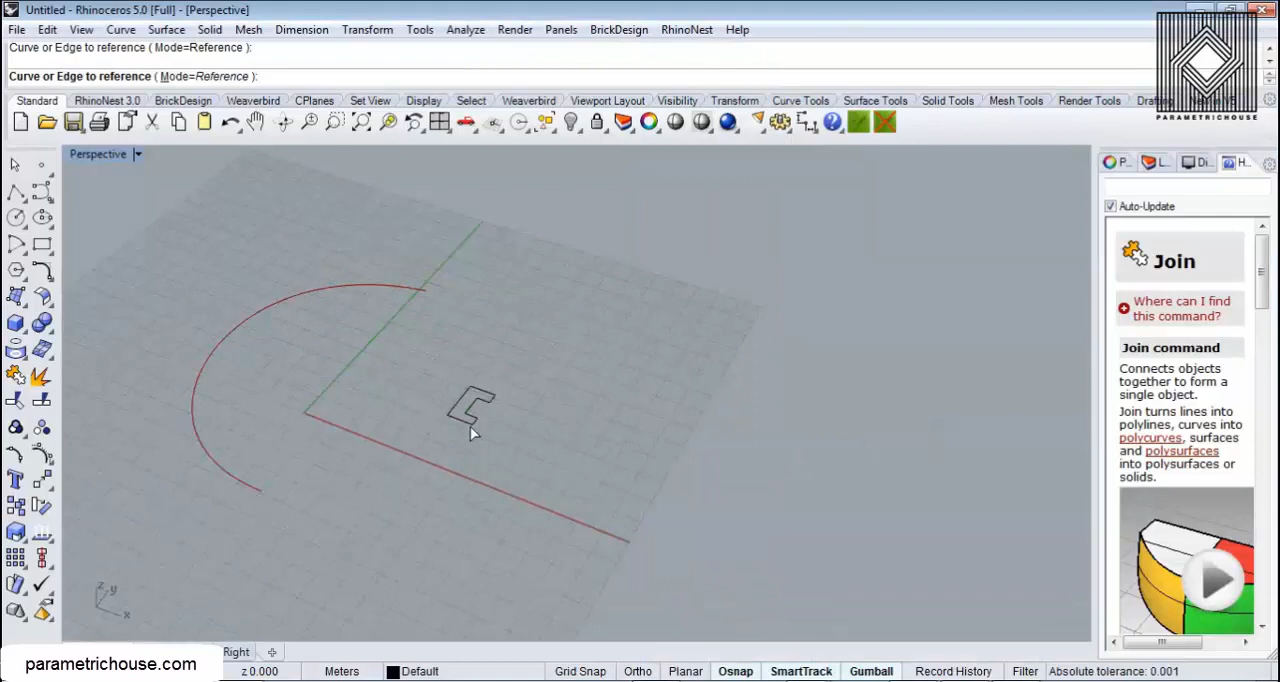 Untitled - Rhinoceros 5.0 [Full] - [Perspective]
File Edit View Curve Surface Solid Mesh Dimension Transform Tools Analyze Render Panels BrickDesign RhinoNest Help
Curve or Edge to reference ( Mode=Reference ):
Curve or Edge to reference ( Mode=Reference ):
PARAMETRICHOUSE
Standard RhinoNest 3.0 BrickDesign Weaverbird CPlanes Set View Display Select Weaverbird Viewport Layout Visibility Transform Curve Tools Surface Tools Solid Tools Mesh Tools Render Tools
Perspective
P... L... Di... H...
Auto-Update
Join
Where can I find
this command?
Join command
Connects objects
together to form a
single object.
Join turns lines into
polylines, curves into
polycurves, surfaces
and polysurfaces
into polysurfaces or
solids.
z y x
Right
parametrichouse.com
z 0.000 Meters Default Grid Snap Ortho Planar Osnap SmartTrack Gumball Record History Filter Absolute tolerance: 0.001